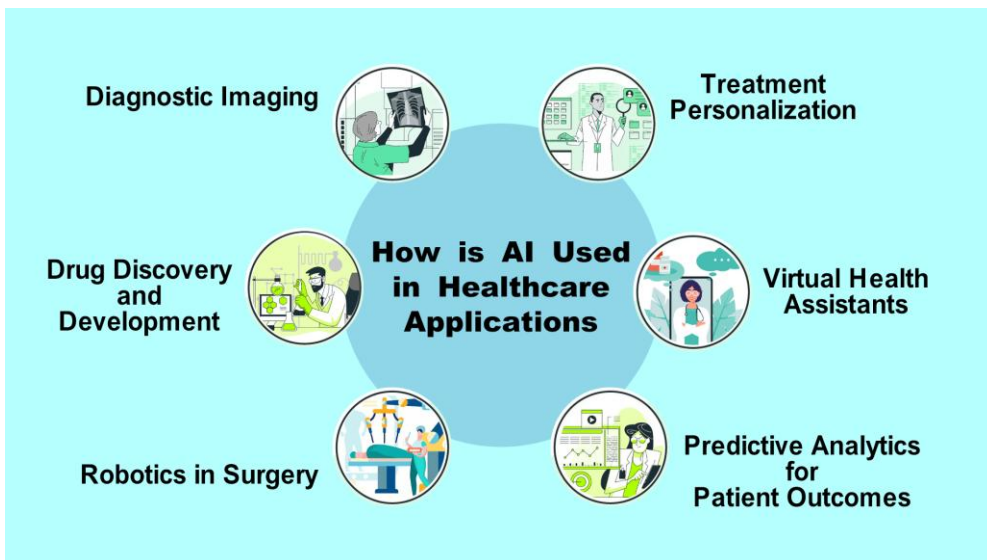 Diagnostic Imaging
Treatment
Personalization
How is AI Used
in Healthcare
Applications
Drug Discovery
and
Development
Virtual Health
Assistants
Robotics in Surgery
Predictive Analytics
for
Patient Outcomes